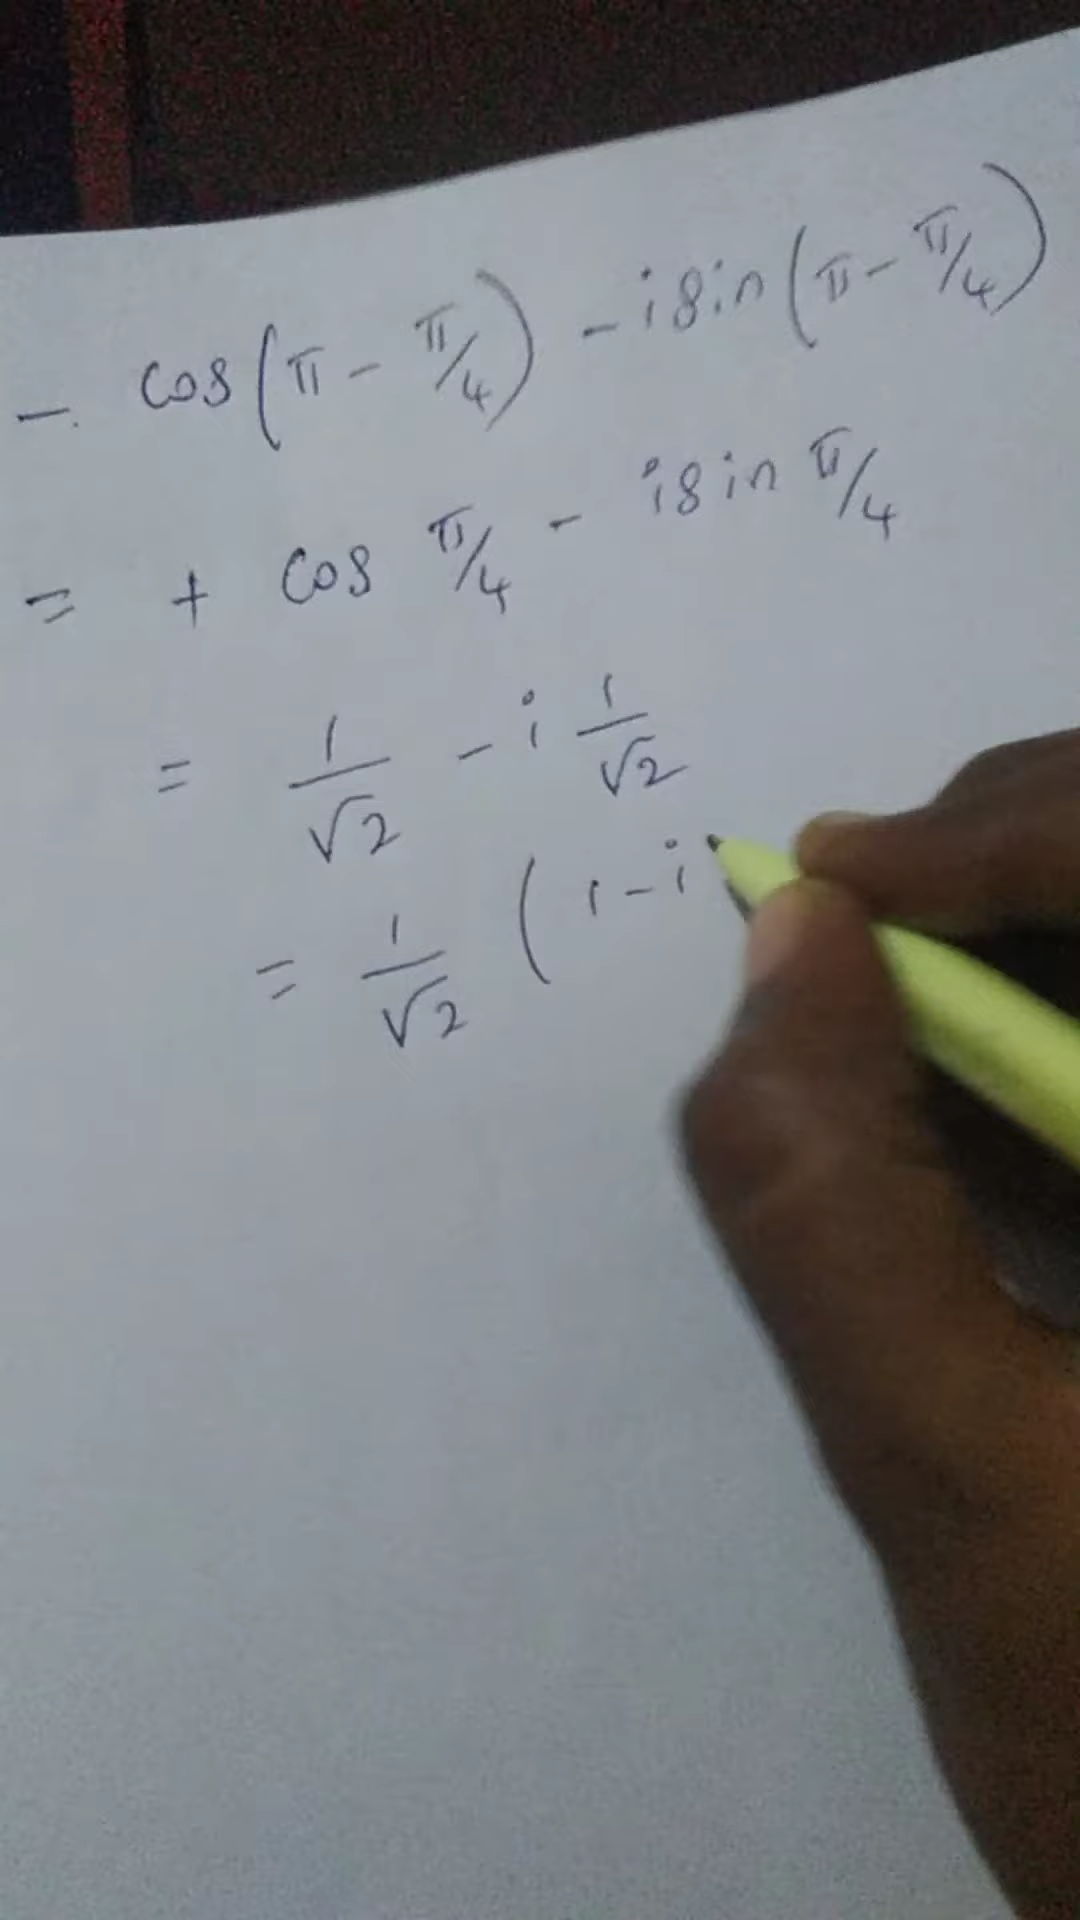 - cos(π - π/4) - i sin(π - π/4)
= + cos π/4 - i sin π/4
= 1/√2 - i 1/√2
= 1/√2 (1 - i